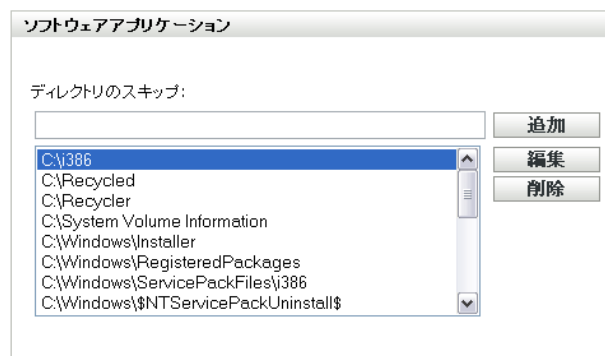 ソフトウェアアプリケーション
ディレクトリのスキップ:
追加
C:\i386
編集
C:\Recycled
削除
C:\Recycler
C:\System Volume Information
C:\Windows\Installer
C:\Windows\RegisteredPackages
C:\Windows\ServicePackFiles\i386
C:\Windows\$NTServicePackUninstall$